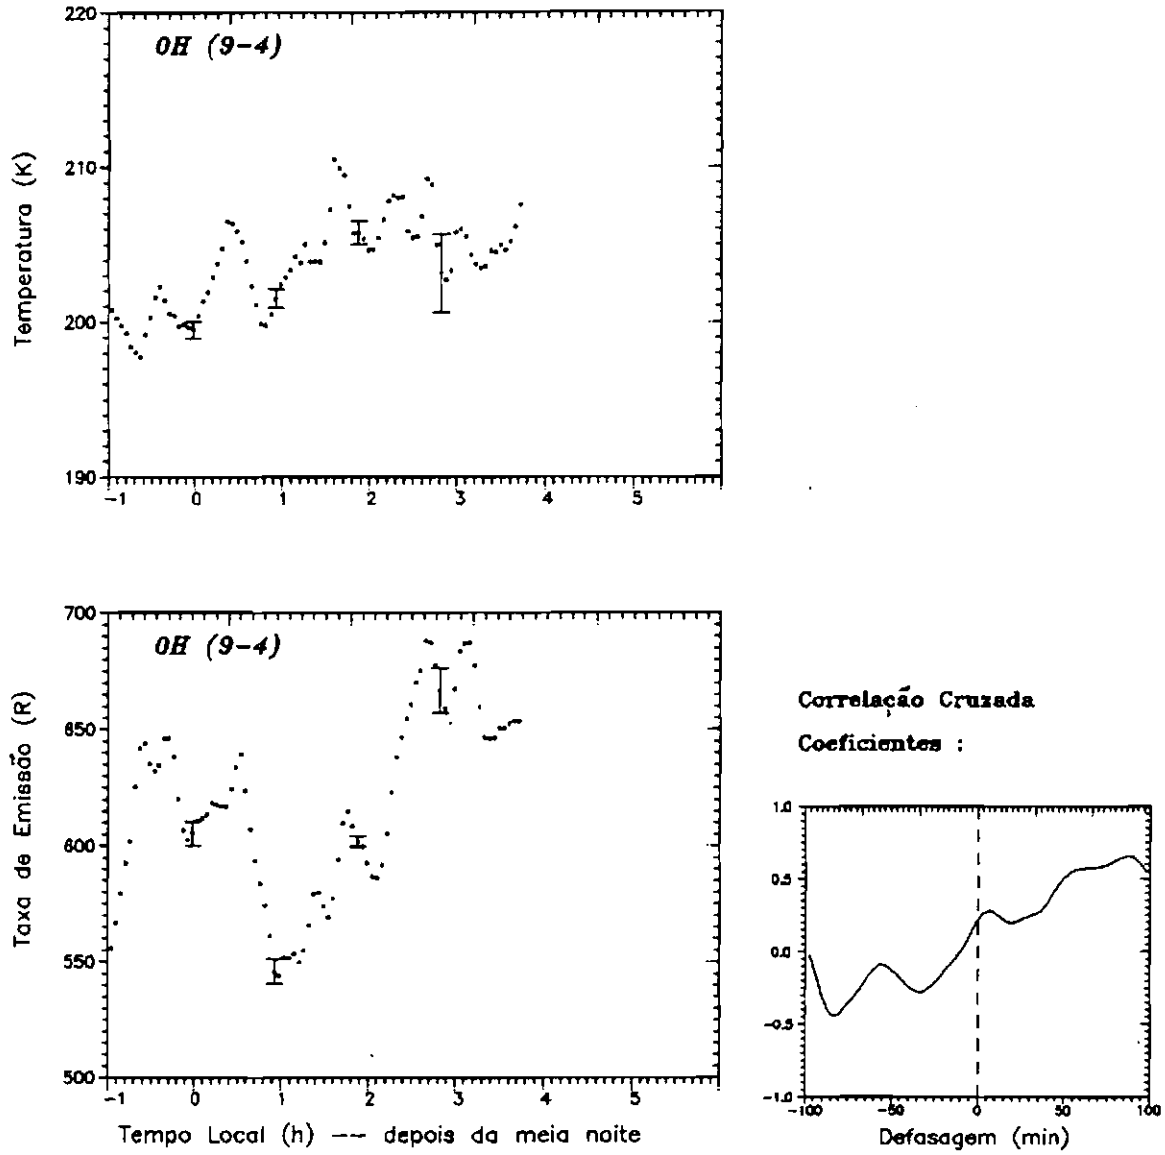 220
210
200
190
Temperatura (K)
OH (9-4)
-1 0 1 2 3 4 5
700
650
600
550
500
Taxa de Emissão (R)
OH (9-4)
-1 0 1 2 3 4 5
Tempo Local (h) --- depois da meia noite
Correlação Cruzada
Coeficientes :
1.0
0.5
0.0
-0.5
-1.0
-100 -50 0 50 100
Defasagem (min)